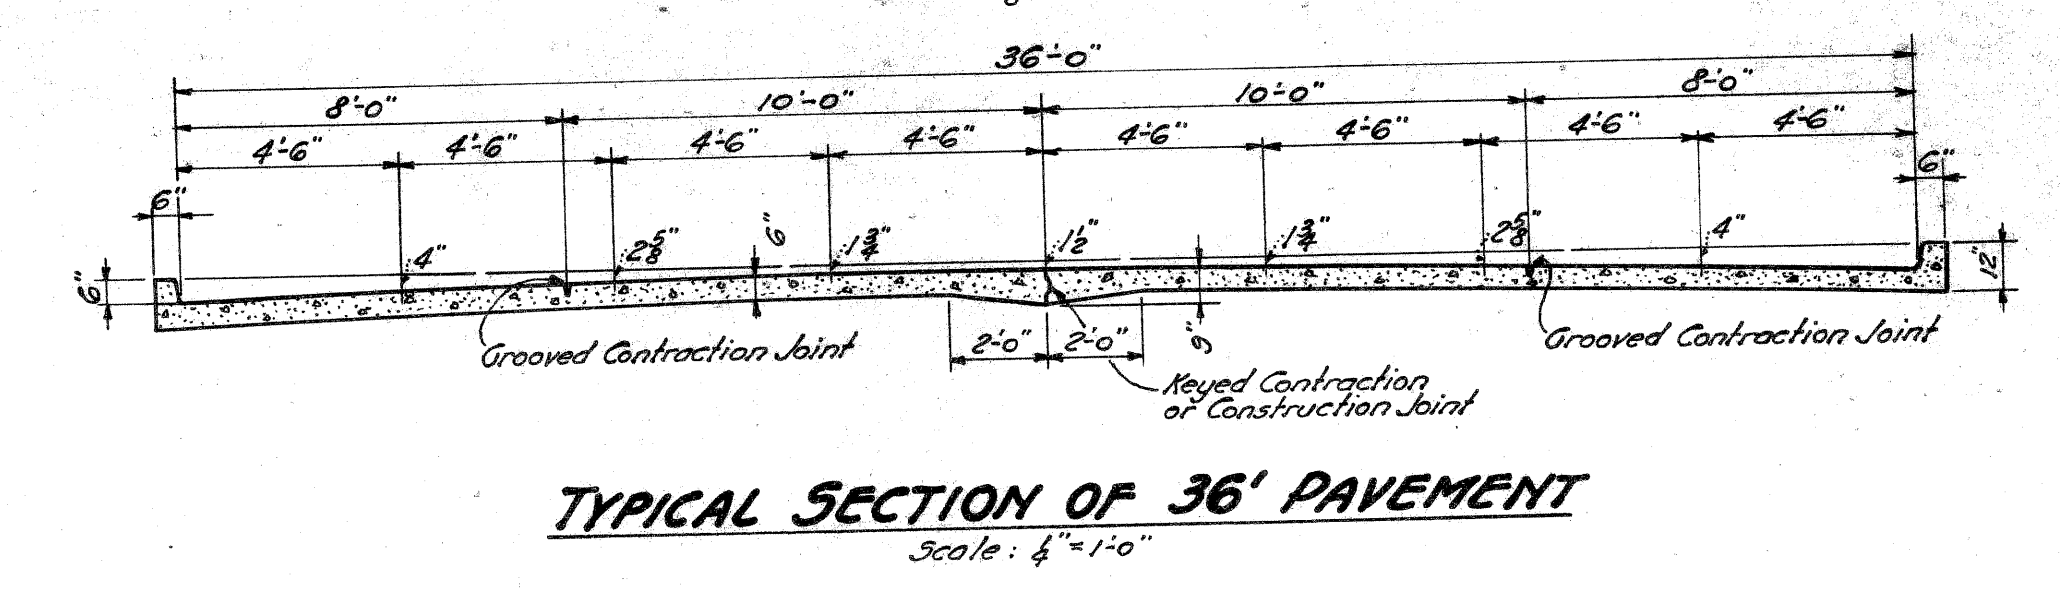 36'-0"
8'-0" 10'-0" 10'-0" 8'-0"
4'-6" 4'-6" 4'-6" 4'-6" 4'-6" 4'-6" 4'-6" 4'-6"
6" 6"
4" 2 5/8" 6" 1 3/4" 1 1/2" 1 3/4" 2 5/8" 4"
6" 12"
2'-0" 2'-0" 9"
Grooved Contraction Joint
Grooved Contraction Joint
Keyed Contraction
or Construction Joint
TYPICAL SECTION OF 36' PAVEMENT
Scale: 1/4" = 1'-0"